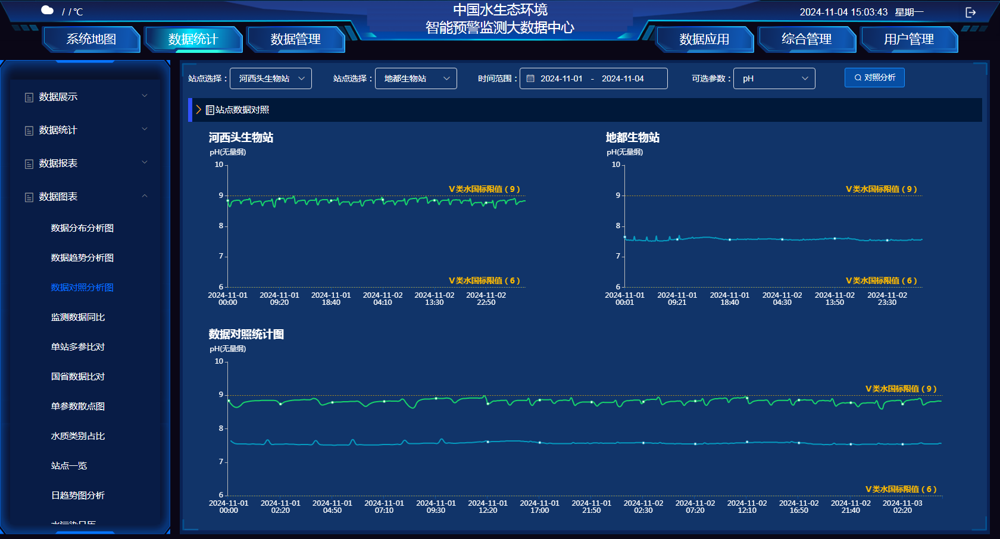 / / ℃
中国水生态环境
智能预警监测大数据中心
2024-11-04 15:03:43 星期一
系统地图
数据统计
数据管理
数据应用
综合管理
用户管理
数据展示
数据统计
数据报表
数据图表
数据分布分析图
数据趋势分析图
数据对照分析图
监测数据同比
单站多参比对
国省数据比对
单参数散点图
水质类别占比
站点一览
日趋势图分析
站点选择：
河西头生物站
站点选择：
地都生物站
时间范围：
2024-11-01 - 2024-11-04
可选参数：
pH
对照分析
站点数据对照
河西头生物站
pH(无量纲)
10
9
8
7
6
V类水国标限值（9）
V类水国标限值（6）
2024-11-01 2024-11-01 2024-11-01 2024-11-02 2024-11-02 2024-11-02
00:00 09:20 18:40 04:10 13:30 22:50
地都生物站
pH(无量纲)
10
9
8
7
6
V类水国标限值（9）
V类水国标限值（6）
2024-11-01 2024-11-01 2024-11-01 2024-11-02 2024-11-02 2024-11-02
00:01 09:21 18:40 04:30 13:50 23:30
数据对照统计图
pH(无量纲)
10
9
8
7
6
V类水国标限值（9）
V类水国标限值（6）
2024-11-01 2024-11-01 2024-11-01 2024-11-01 2024-11-01 2024-11-01 2024-11-01 2024-11-01 2024-11-02 2024-11-02 2024-11-02 2024-11-02 2024-11-02 2024-11-03
00:00 02:20 04:50 07:10 09:30 12:20 17:00 21:50 02:30 07:20 12:10 16:50 21:40 02:20